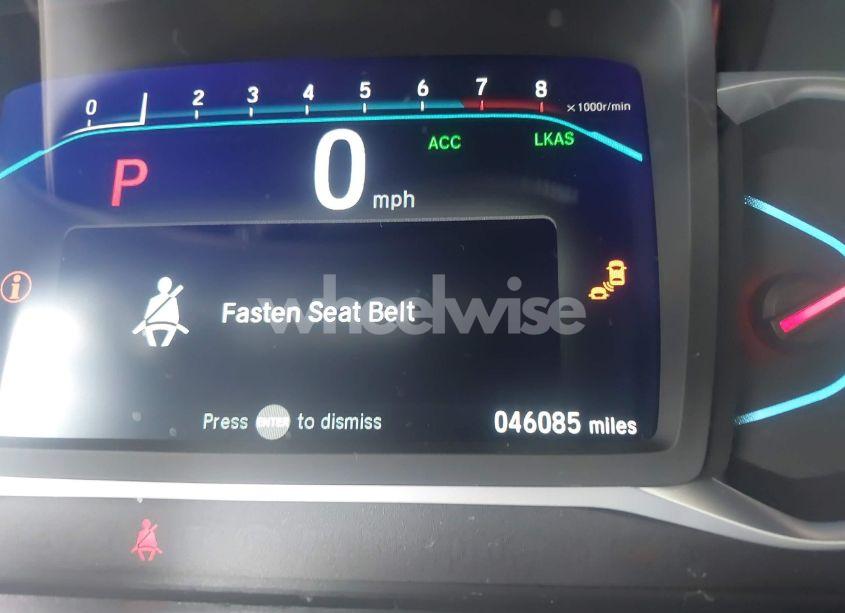 0 2 3 4 5 6 7 8 ×1000r/min
ACC LKAS
P 0 mph
i
Fasten Seat Belt
wheelwise
Press ENTER to dismiss
046085 miles